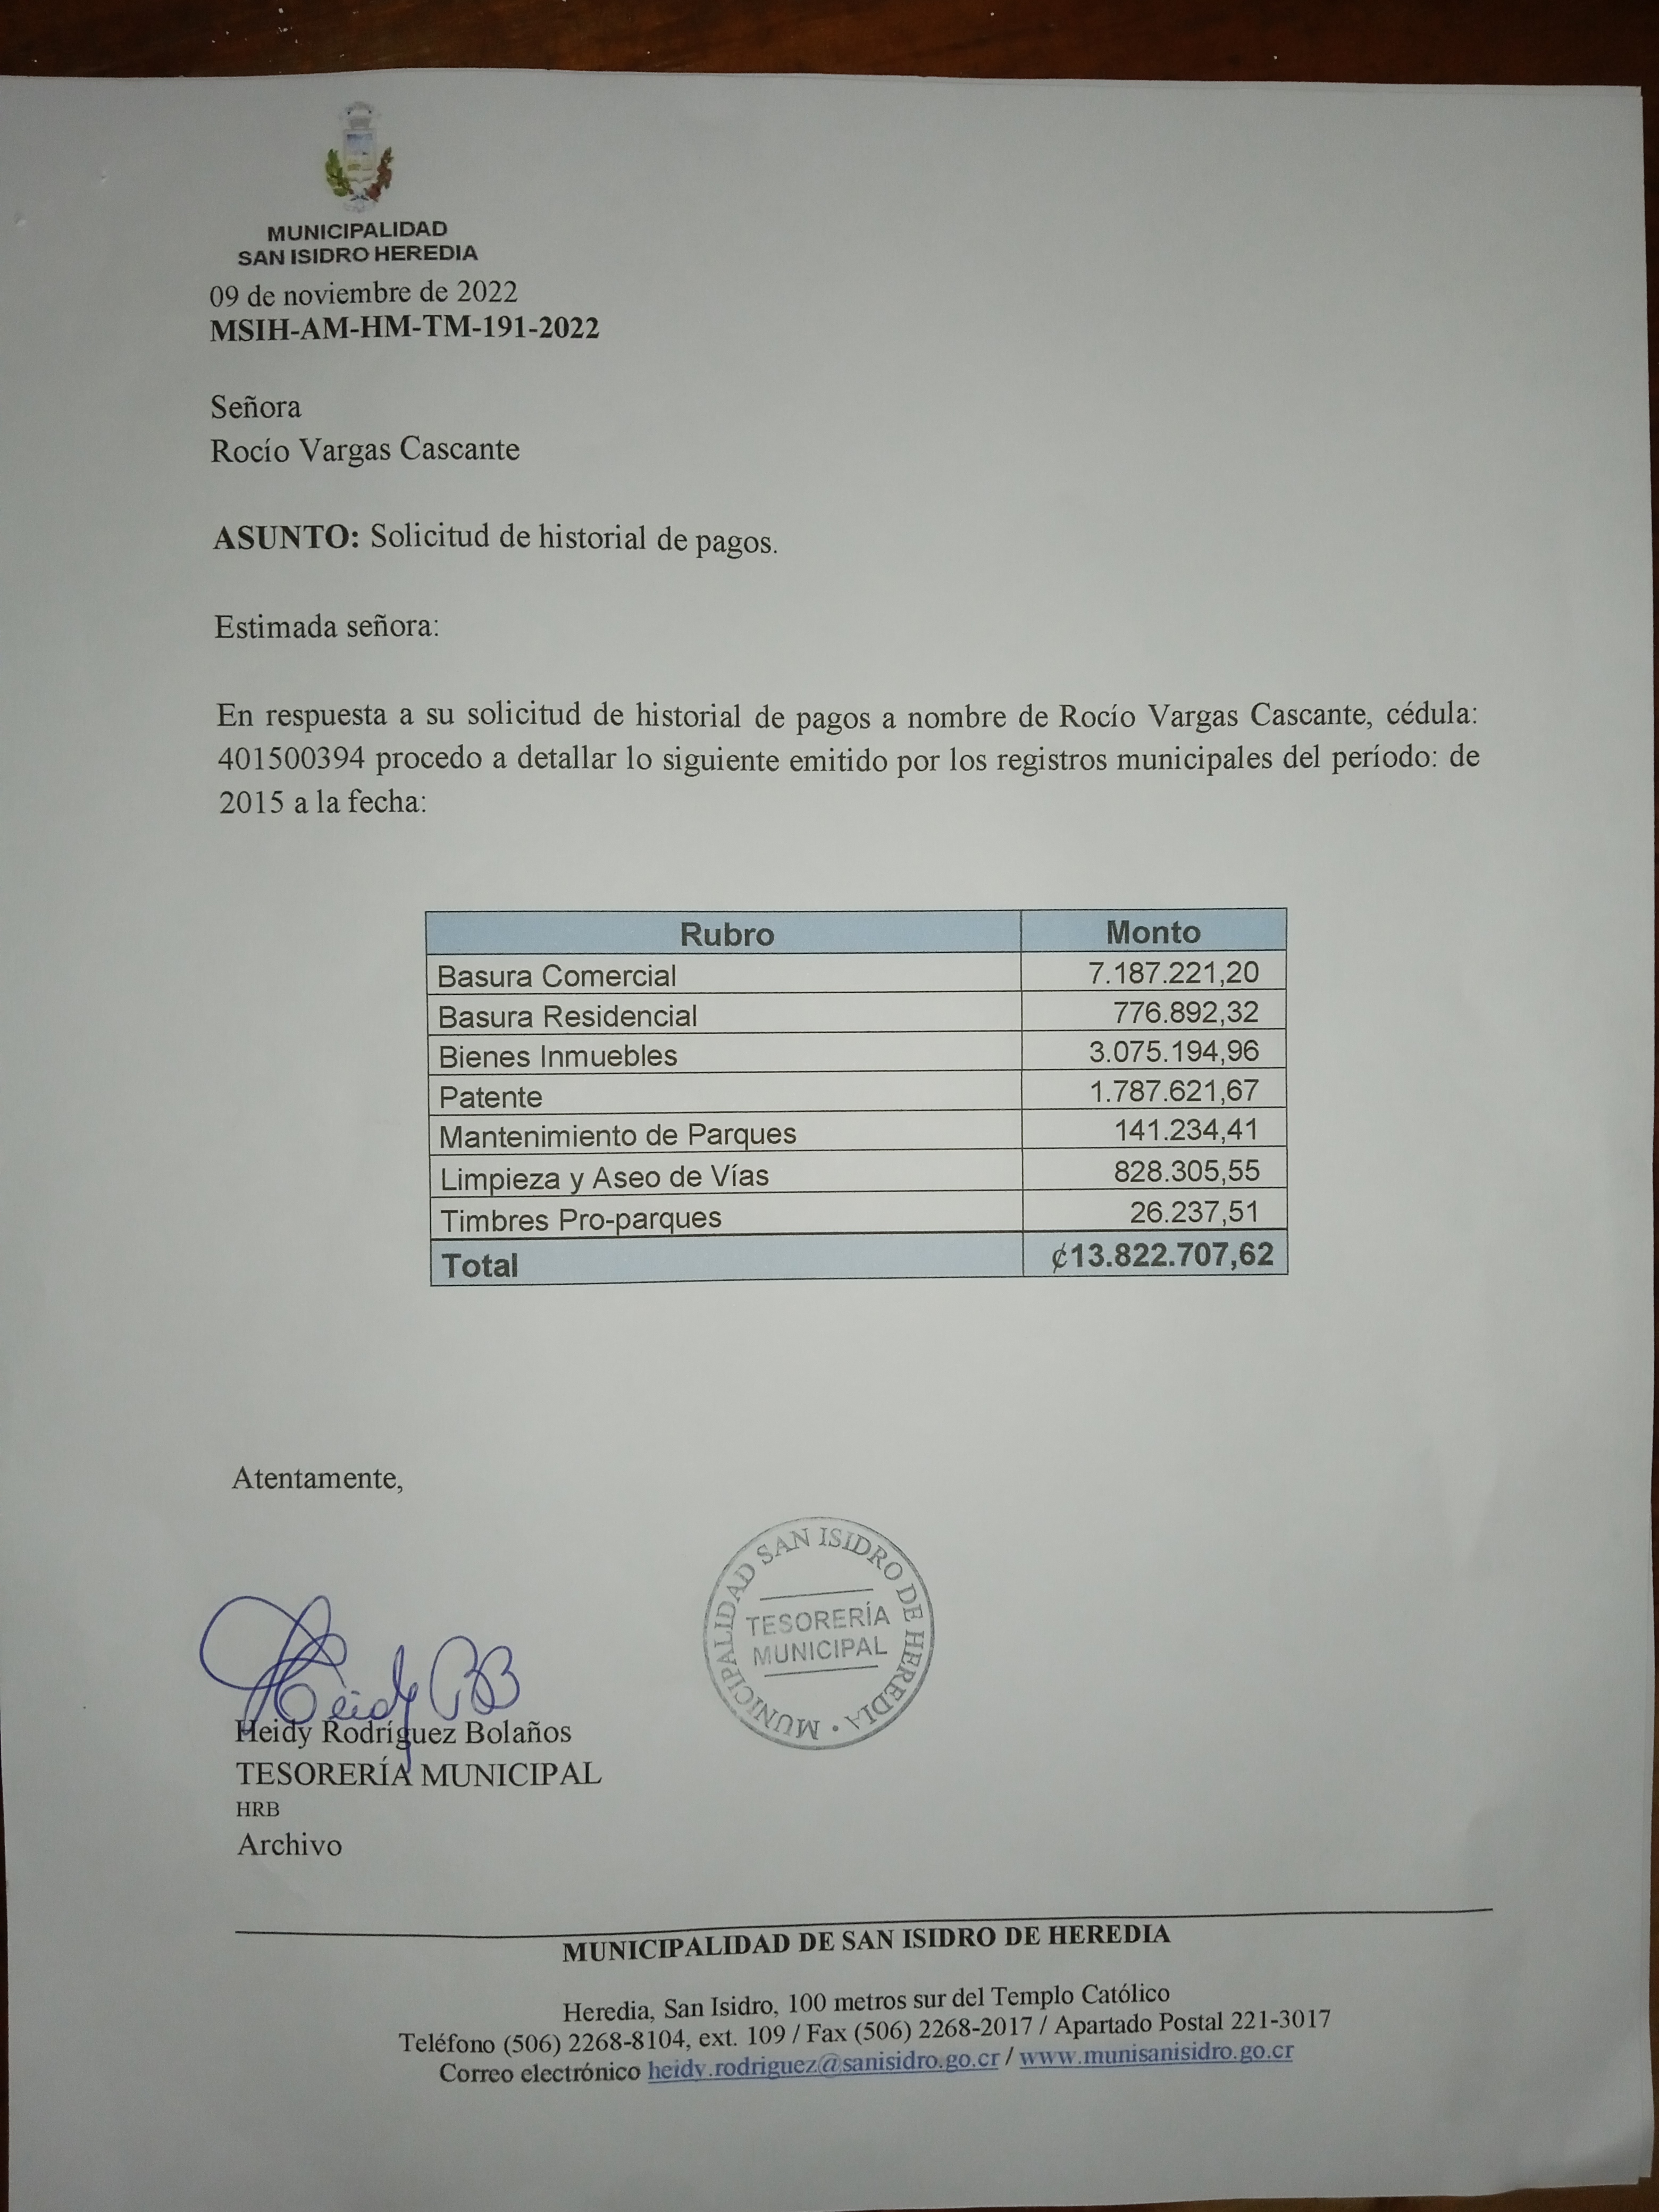 MUNICIPALIDAD
SAN ISIDRO HEREDIA
09 de noviembre de 2022
MSIH-AM-HM-TM-191-2022
Señora
Rocío Vargas Cascante
ASUNTO: Solicitud de historial de pagos.
Estimada señora:
En respuesta a su solicitud de historial de pagos a nombre de Rocío Vargas Cascante, cédula:
401500394 procedo a detallar lo siguiente emitido por los registros municipales del período: de
2015 a la fecha:
Rubro Monto
Basura Comercial 7.187.221,20
Basura Residencial 776.892,32
Bienes Inmuebles 3.075.194,96
Patente 1.787.621,67
Mantenimiento de Parques 141.234,41
Limpieza y Aseo de Vías 828.305,55
Timbres Pro-parques 26.237,51
Total ¢13.822.707,62
Atentamente,
MUNICIPALIDAD SAN ISIDRO DE HEREDIA •
TESORERÍA
MUNICIPAL
Heidy RB
Heidy Rodríguez Bolaños
TESORERÍA MUNICIPAL
HRB
Archivo
MUNICIPALIDAD DE SAN ISIDRO DE HEREDIA
Heredia, San Isidro, 100 metros sur del Templo Católico
Teléfono (506) 2268-8104, ext. 109 / Fax (506) 2268-2017 / Apartado Postal 221-3017
Correo electrónico heidy.rodriguez@sanisidro.go.cr / www.munisanisidro.go.cr